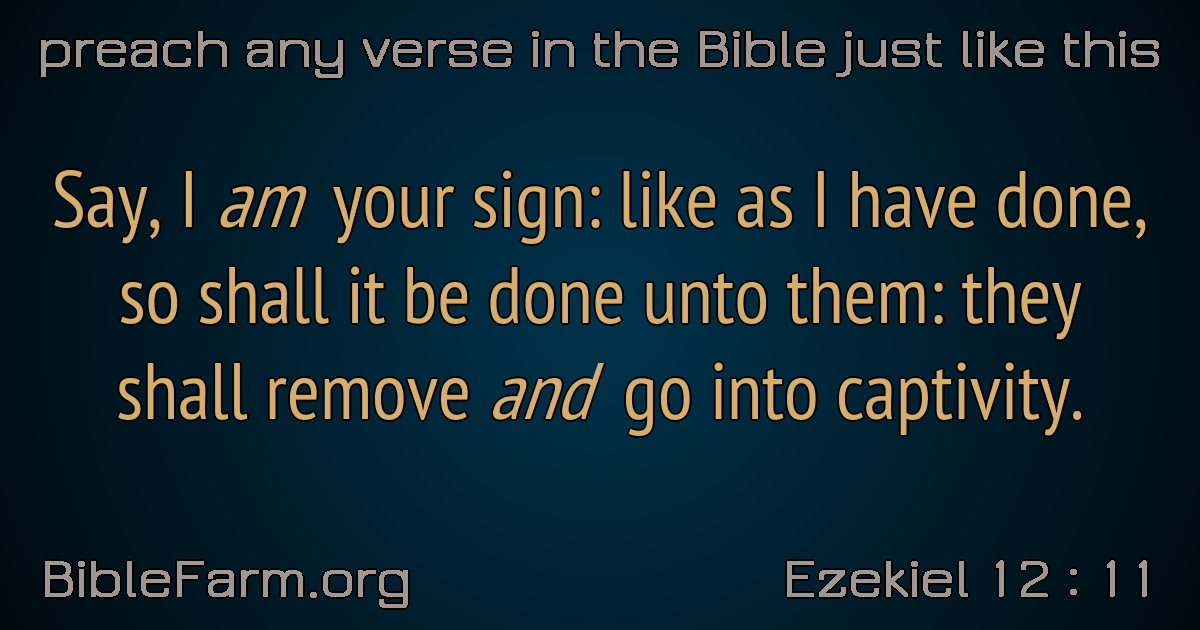 preach any verse in the Bible just like this
Say, I am your sign: like as I have done,
so shall it be done unto them: they
shall remove and go into captivity.
BibleFarm.org
Ezekiel 12 : 11